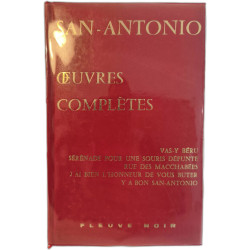 SAN-ANTONIO
ŒUVRES
COMPLÈTES
VAS-Y BÉRU
SÉRÉNADE POUR UNE SOURIS DÉFUNTE
RUE DES MACCHABÉES
J'AI BIEN L'HONNEUR DE VOUS BUTER
Y A BON SAN-ANTONIO
FLEUVE NOIR